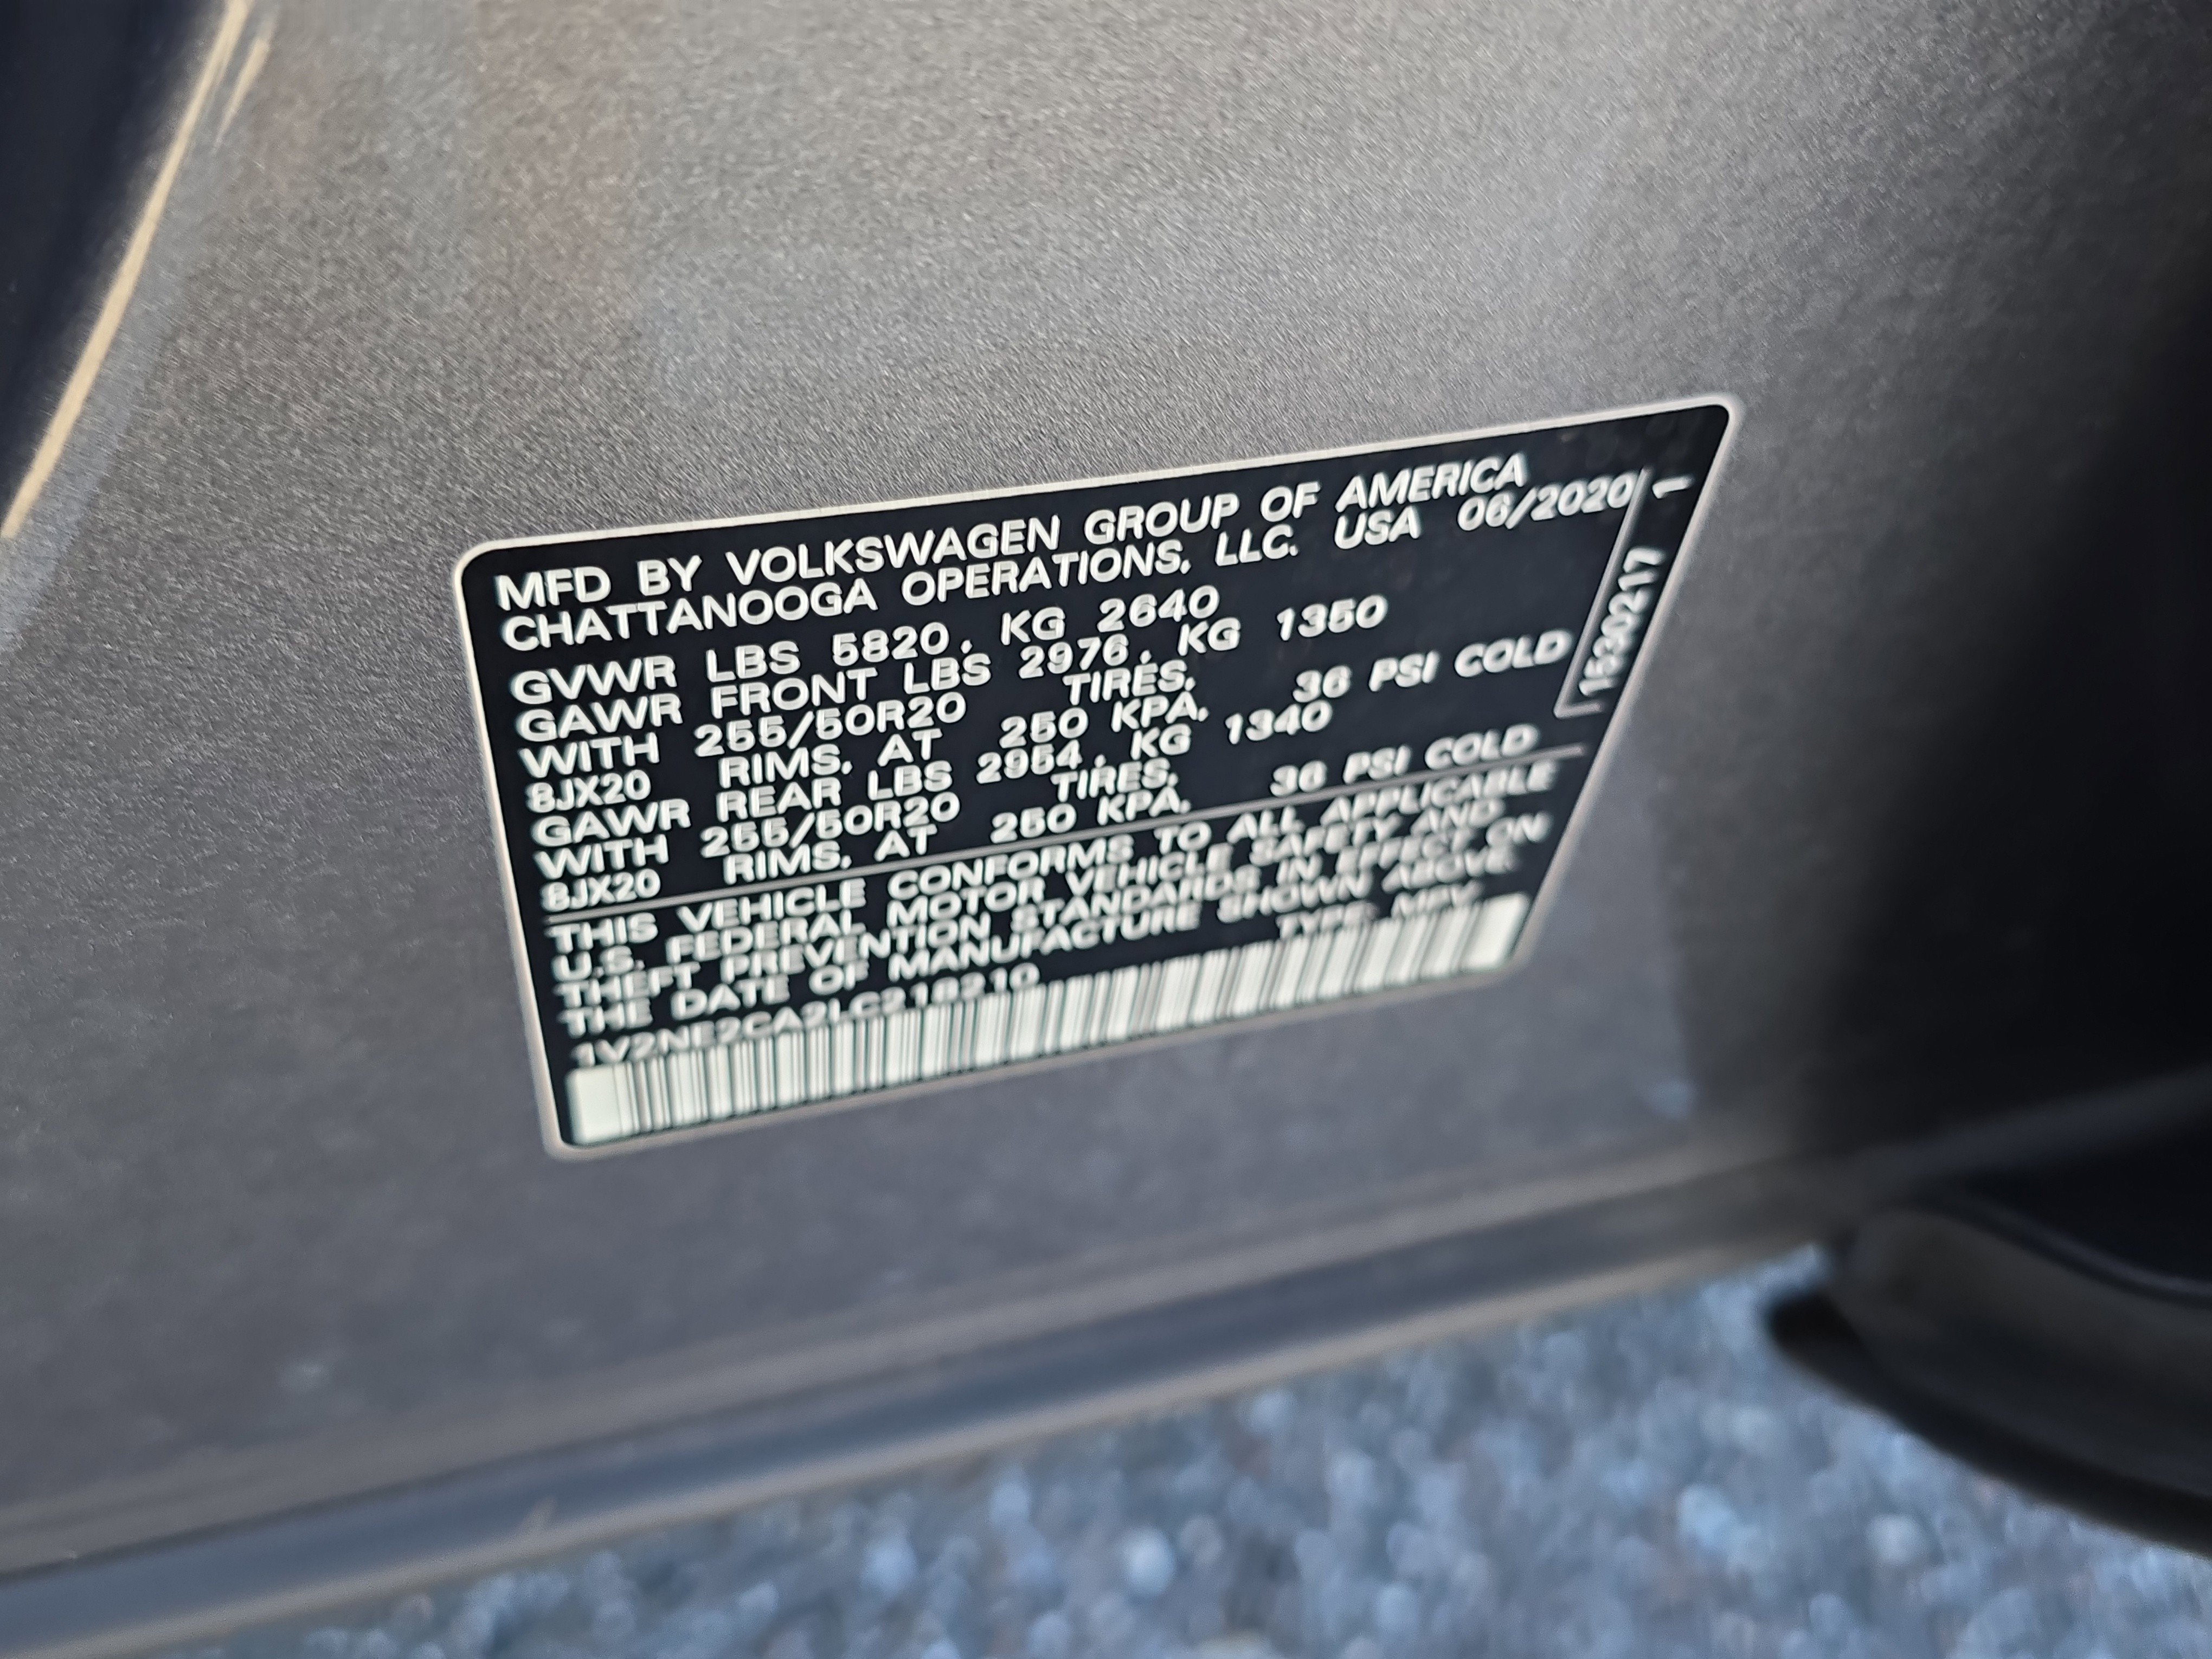 MFD BY VOLKSWAGEN GROUP OF AMERICA
CHATTANOOGA OPERATIONS, LLC. USA 06/2020
GVWR LBS 5820, KG 2640
GAWR FRONT LBS 2976, KG 1350
WITH 255/50R20 TIRES,
8JX20 RIMS, AT 250 KPA, 36 PSI COLD
GAWR REAR LBS 2954, KG 1340
WITH 255/50R20 TIRES,
8JX20 RIMS, AT 250 KPA, 36 PSI COLD
THIS VEHICLE CONFORMS TO ALL APPLICABLE
U.S. FEDERAL MOTOR VEHICLE SAFETY AND
THEFT PREVENTION STANDARDS IN EFFECT ON
THE DATE OF MANUFACTURE SHOWN ABOVE.
1V2NE2CA2LC218210 TYPE: MPV
1530217 1